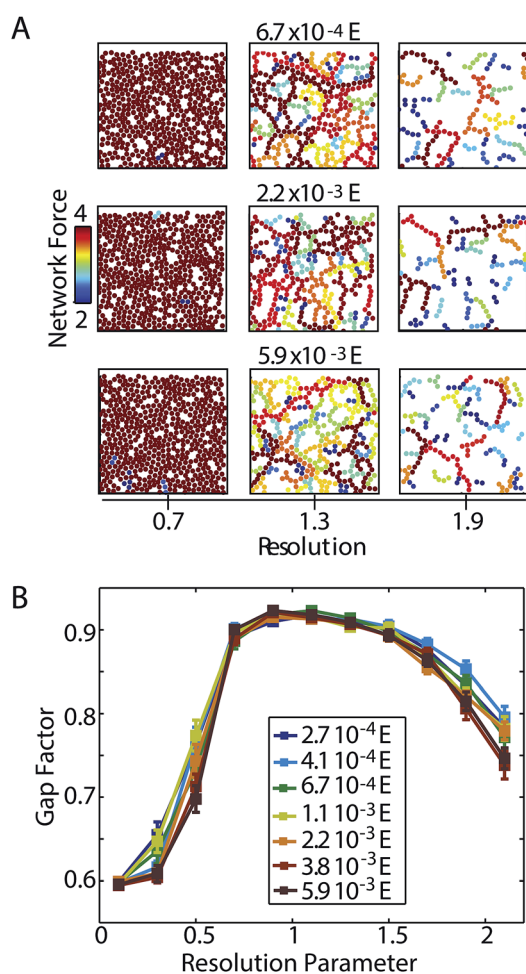 A
6.7x10⁻⁴ E
2.2x10⁻³ E
4
Network Force
2
5.9x10⁻³ E
0.7 1.3 1.9
Resolution
B
0.9
0.8
0.7
0.6
Gap Factor
2.7 10⁻⁴ E
4.1 10⁻⁴ E
6.7 10⁻⁴ E
1.1 10⁻³ E
2.2 10⁻³ E
3.8 10⁻³ E
5.9 10⁻³ E
0 0.5 1 1.5 2
Resolution Parameter